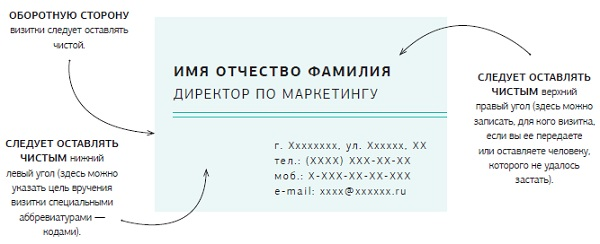 ОБОРОТНУЮ СТОРОНУ
визитки следует оставлять
чистой.
СЛЕДУЕТ ОСТАВЛЯТЬ
ЧИСТЫМ нижний
левый угол (здесь можно
указать цель вручения
визитки специальными
аббревиатурами —
кодами).
ИМЯ ОТЧЕСТВО ФАМИЛИЯ
ДИРЕКТОР ПО МАРКЕТИНГУ
г. Xxxxxxxx, ул. Xxxxxx, XX
тел.: (XXXX) XXX-XX-XX
моб.: X-XXX-XX-XX-XXX
e-mail: xxxx@xxxxxx.ru
СЛЕДУЕТ ОСТАВЛЯТЬ
ЧИСТЫМ верхний
правый угол (здесь можно
записать, для кого визитка,
если вы ее передаете
или оставляете человеку,
которого не удалось
застать).